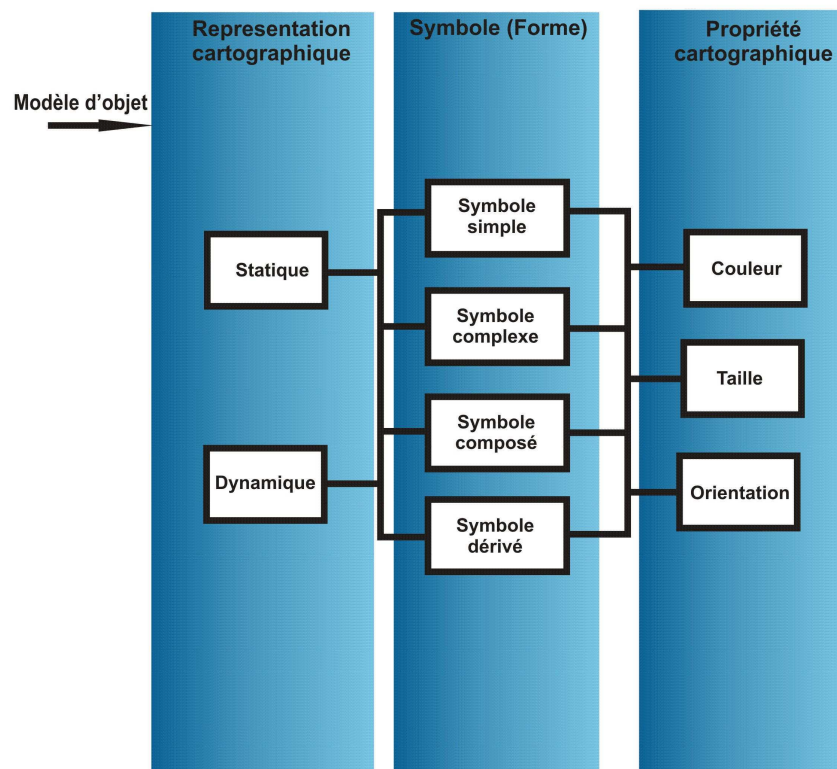 Representation
cartographique
Symbole (Forme)
Propriété
cartographique
Modèle d'objet
Statique
Dynamique
Symbole
simple
Symbole
complexe
Symbole
composé
Symbole
dérivé
Couleur
Taille
Orientation